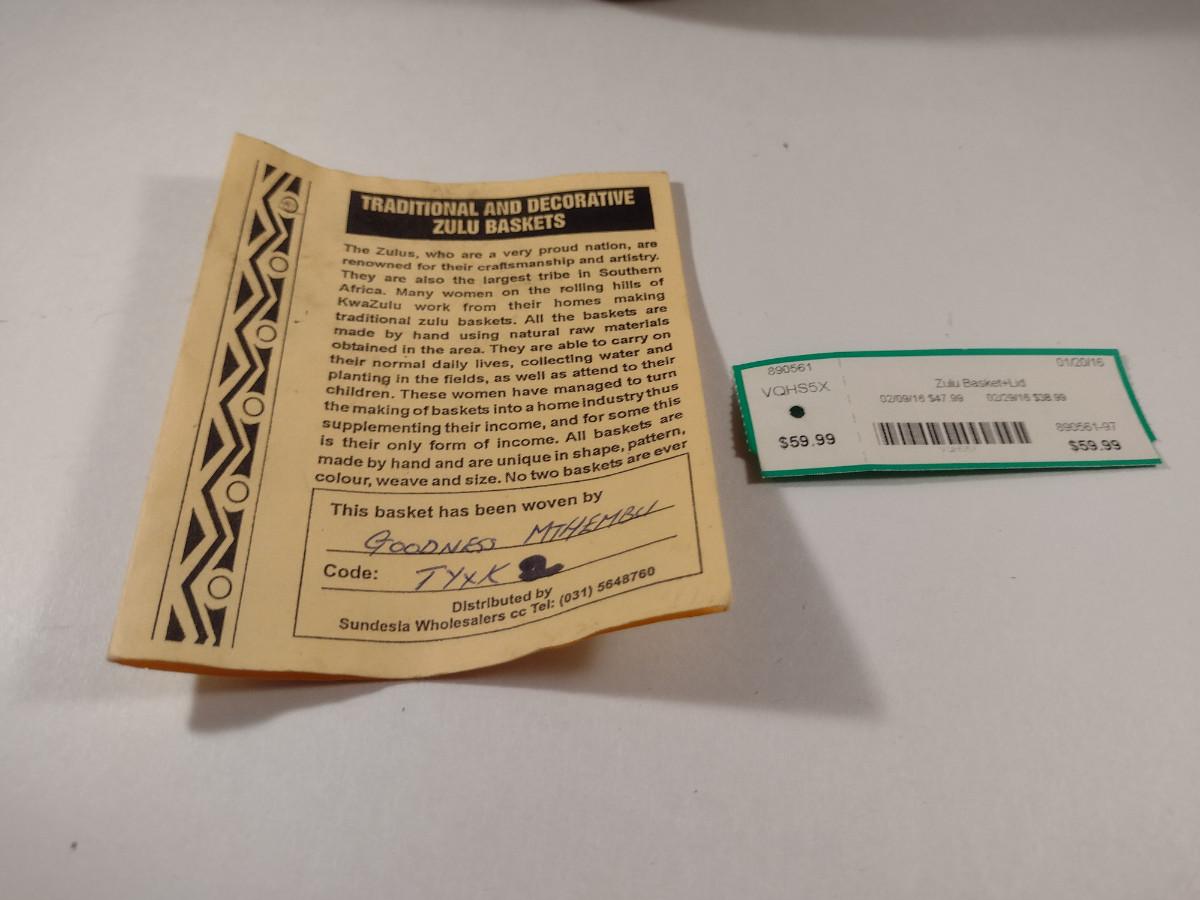 TRADITIONAL AND DECORATIVE
ZULU BASKETS
The Zulus, who are a very proud nation, are
renowned for their craftsmanship and artistry.
They are also the largest tribe in Southern
Africa. Many women on the rolling hills of
KwaZulu work from their homes making
traditional zulu baskets. All the baskets are
made by hand using natural raw materials
obtained in the area. They are able to carry on
their normal daily lives, collecting water and
planting in the fields, as well as attend to their
children. These women have managed to turn
the making of baskets into a home industry thus
supplementing their income, and for some this
is their only form of income. All baskets are
made by hand and are unique in shape, pattern,
colour, weave and size. No two baskets are ever
This basket has been woven by
GOODNESS MTHEMBU
Code: TYxK
Distributed by
Sundesia Wholesalers cc Tel: (031) 5648760
890561
VQHS5X
$59.99
01/20/16
Zulu Basket+Lid
02/09/16 $47.99 02/29/16 $38.99
890561-97
$59.99